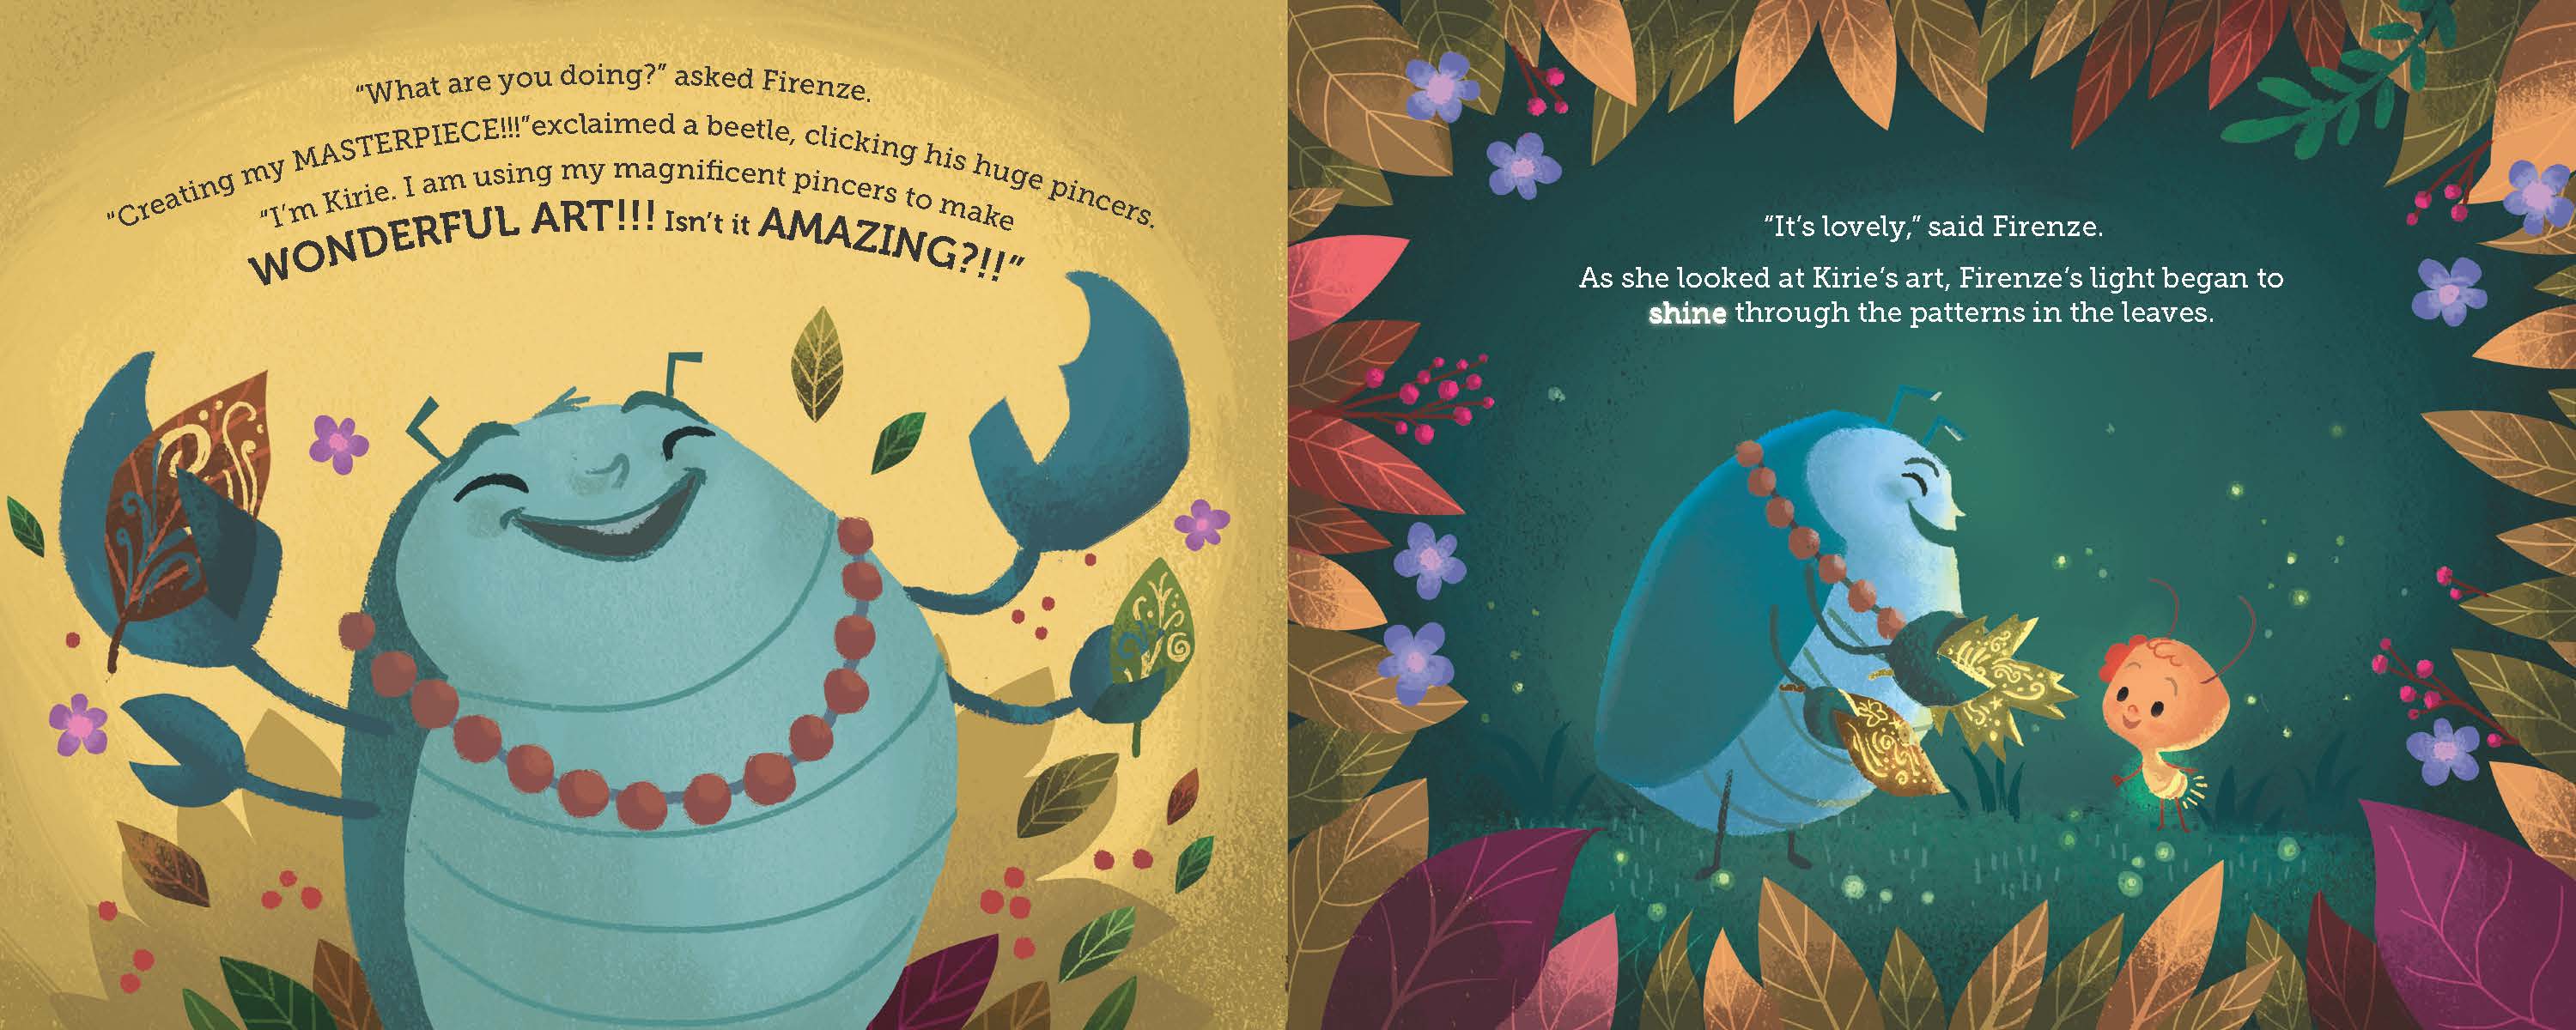 “What are you doing?” asked Firenze.
“Creating my MASTERPIECE!!!”exclaimed a beetle, clicking his huge pincers.
“I’m Kirie. I am using my magnificent pincers to make
WONDERFUL ART!!! Isn’t it AMAZING?!!”
“It’s lovely,” said Firenze.
As she looked at Kirie’s art, Firenze’s light began to
shine through the patterns in the leaves.